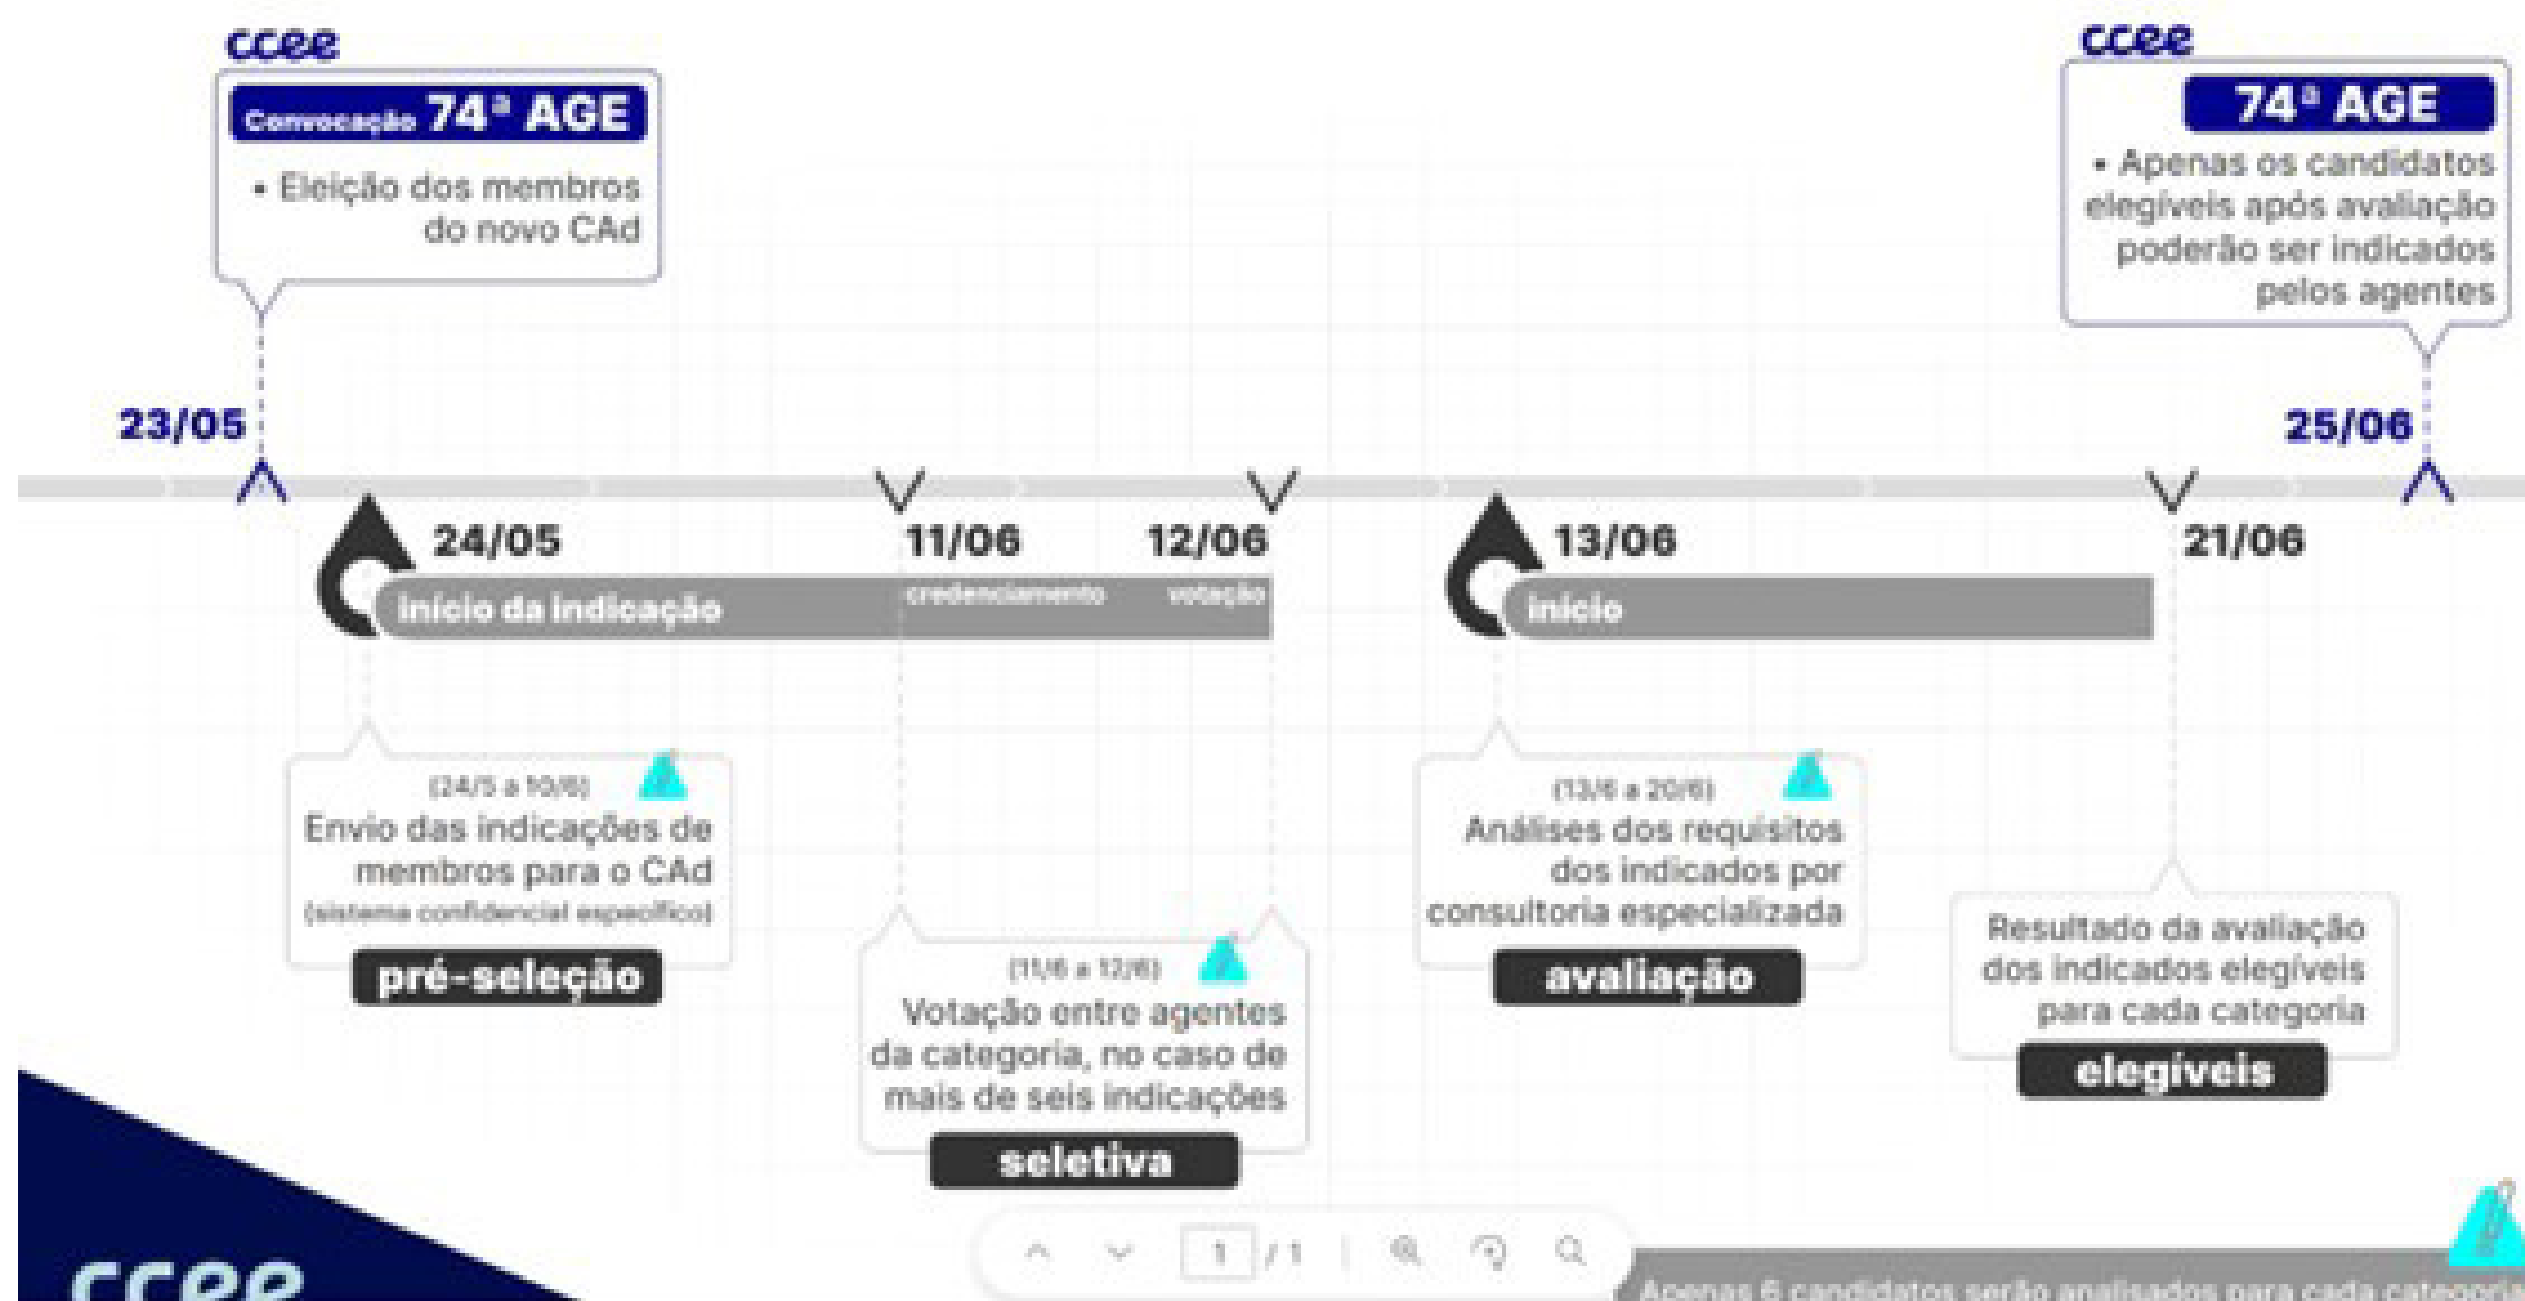 ccee
Convocação 74ª AGE
• Eleição dos membros
do novo CAd
23/05
ccee
74ª AGE
• Apenas os candidatos
elegíveis após avaliação
poderão ser indicados
pelos agentes
25/06
24/05
início da indicação
11/06
credenciamento
12/06
votação
13/06
início
21/06
(24/5 a 10/6)
Envio das indicações de
membros para o CAd
(sistema confidencial específico)
pré-seleção
(11/6 a 12/6)
Votação entre agentes
da categoria, no caso de
mais de seis indicações
seletiva
(13/6 a 20/6)
Análises dos requisitos
dos indicados por
consultoria especializada
avaliação
Resultado da avaliação
dos indicados elegíveis
para cada categoria
elegíveis
ccee
1 / 1
Apenas 6 candidatos serão analisados para cada categoria